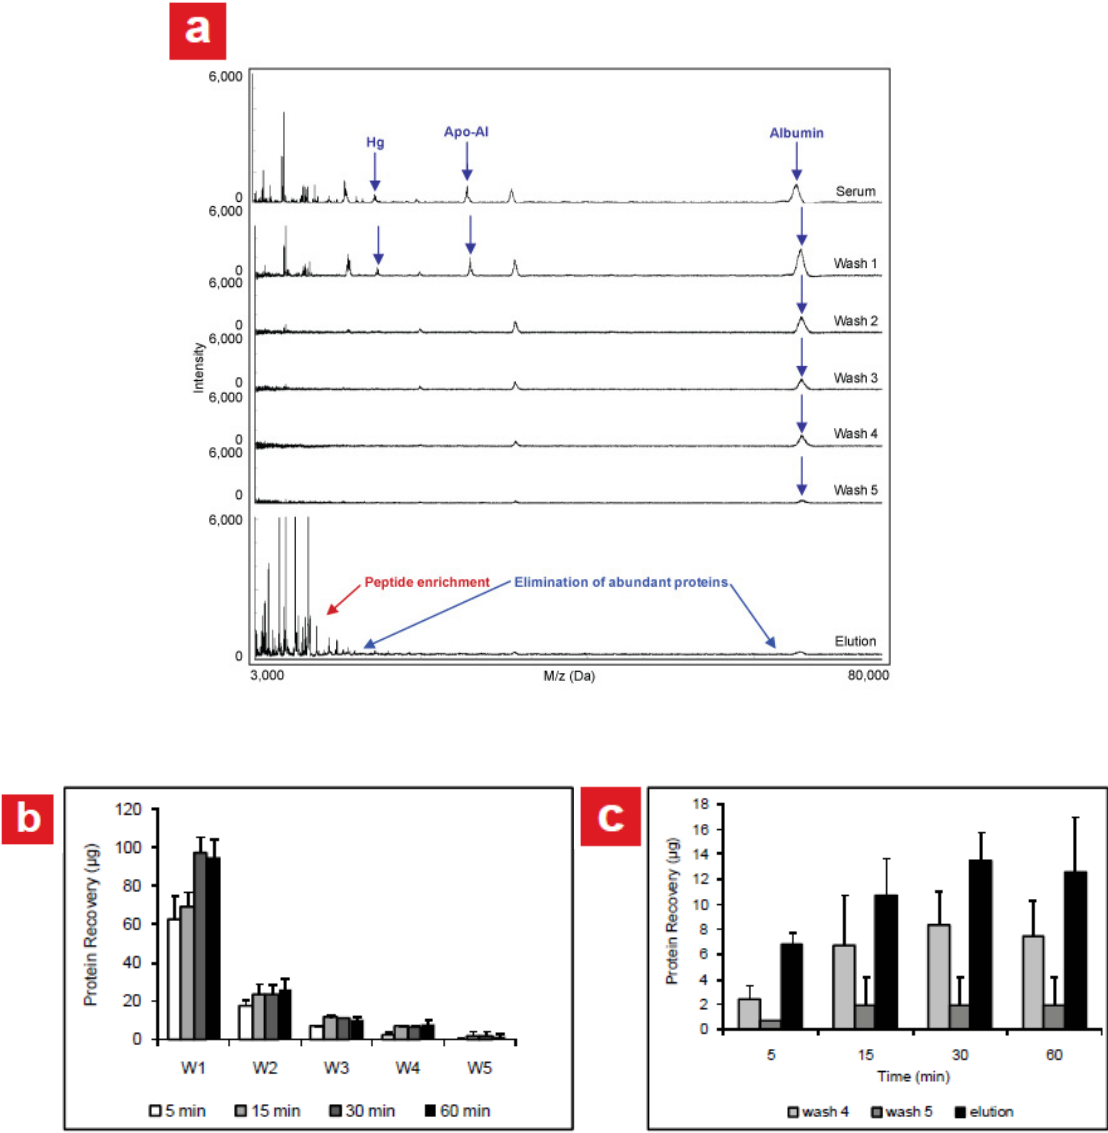 a
6,000
Hg
Apo-AI
Albumin
Serum
0
6,000
Wash 1
0
6,000
Wash 2
0
6,000
Wash 3
0
6,000
Wash 4
0
6,000
Wash 5
0
Intensity
6,000
Peptide enrichment
Elimination of abundant proteins
Elution
0
3,000
M/z (Da)
80,000
b
Protein Recovery (µg)
120
100
80
60
40
20
0
W1 W2 W3 W4 W5
5 min 15 min 30 min 60 min
c
Protein Recovery (µg)
18
16
14
12
10
8
6
4
2
0
5 15 30 60
Time (min)
wash 4 wash 5 elution